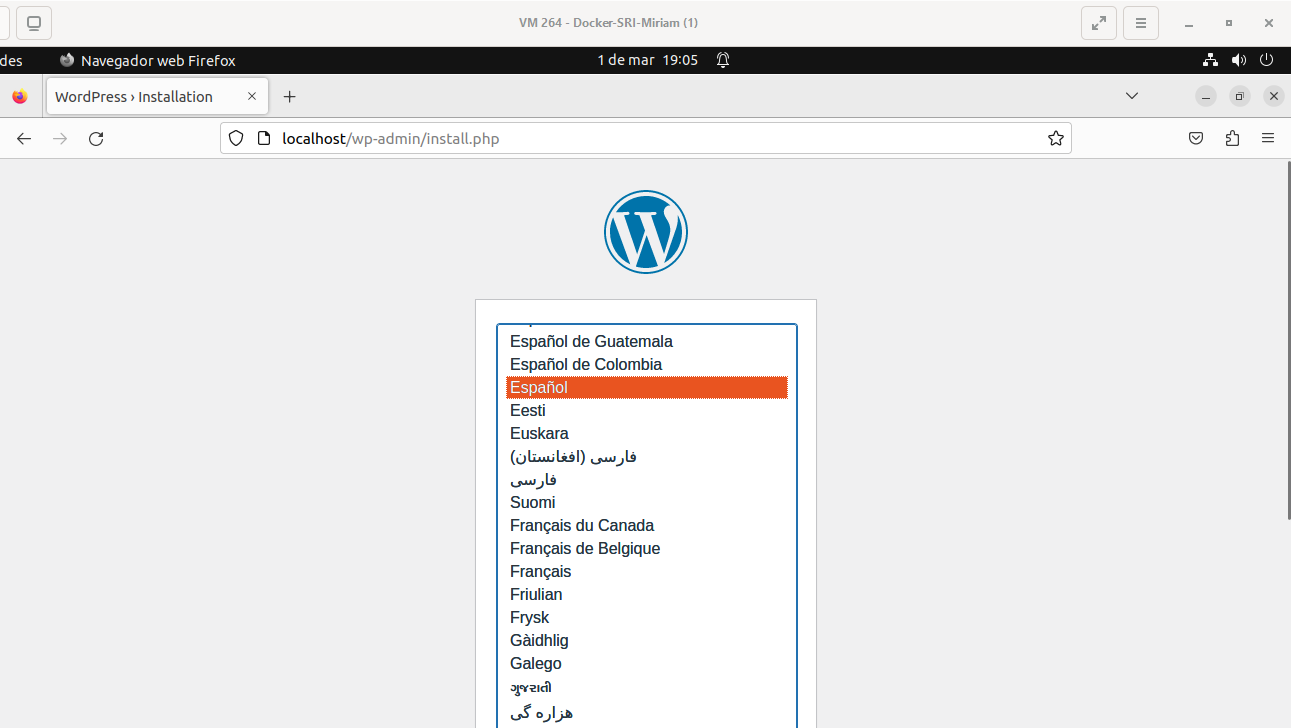 VM 264 - Docker-SRI-Miriam (1)
des
Navegador web Firefox
1 de mar 19:05
WordPress › Installation
localhost/wp-admin/install.php
Español de Guatemala
Español de Colombia
Español
Eesti
Euskara
فارسی (افغانستان)
فارسی
Suomi
Français du Canada
Français de Belgique
Français
Friulian
Frysk
Gàidhlig
Galego
ગુજરાતી
هزاره گی